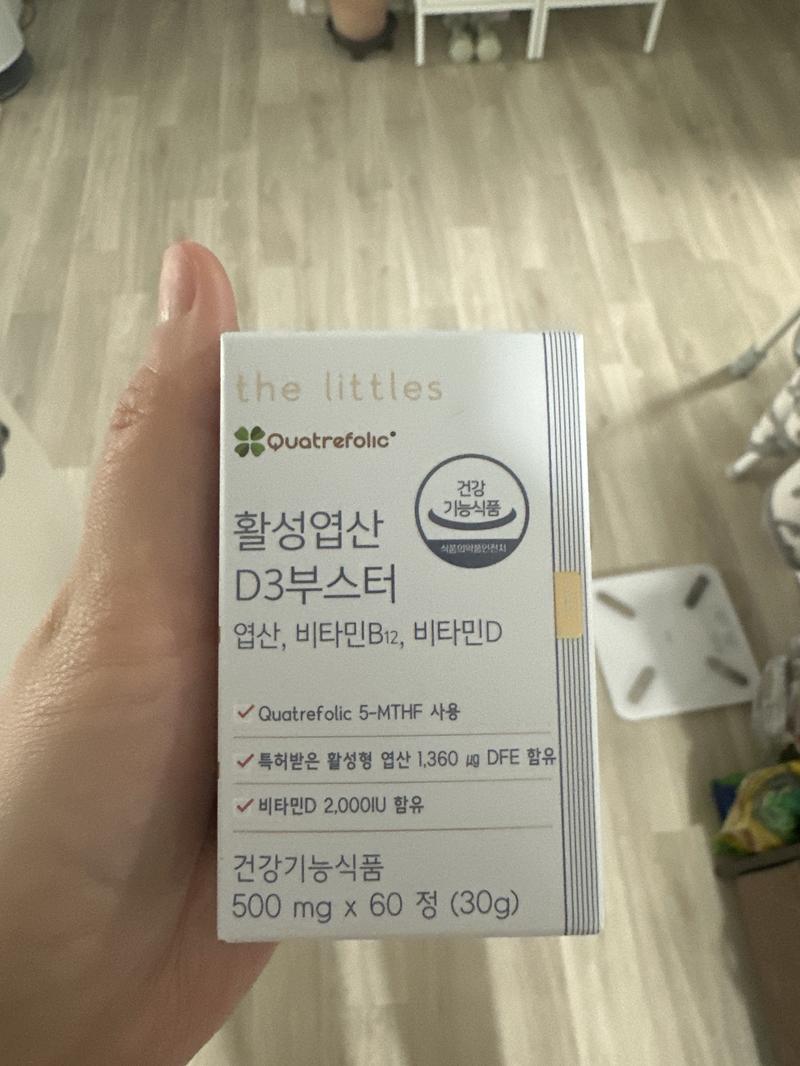 the littles
Quatrefolic®
건강
기능식품
식품의약품안전처
활성엽산
D3부스터
엽산, 비타민B12, 비타민D
Quatrefolic 5-MTHF 사용
특허받은 활성형 엽산 1,360 ㎍ DFE 함유
비타민D 2,000IU 함유
건강기능식품
500 mg x 60 정 (30g)